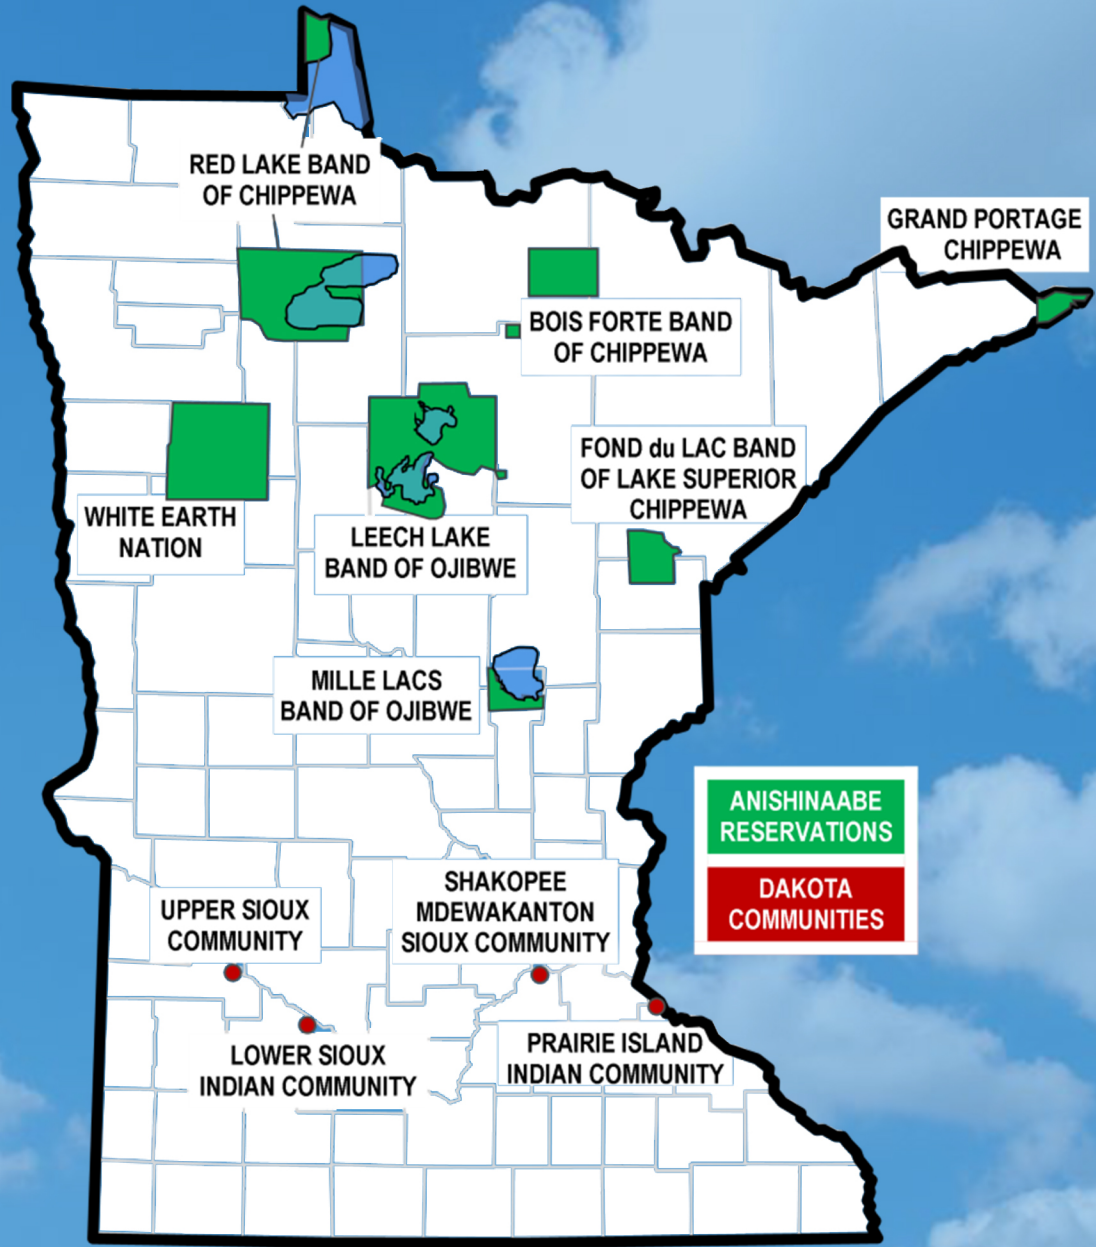 RED LAKE BAND
OF CHIPPEWA
GRAND PORTAGE
CHIPPEWA
BOIS FORTE BAND
OF CHIPPEWA
FOND du LAC BAND
OF LAKE SUPERIOR
CHIPPEWA
WHITE EARTH
NATION
LEECH LAKE
BAND OF OJIBWE
MILLE LACS
BAND OF OJIBWE
ANISHINAABE
RESERVATIONS
DAKOTA
COMMUNITIES
UPPER SIOUX
COMMUNITY
SHAKOPEE
MDEWAKANTON
SIOUX COMMUNITY
LOWER SIOUX
INDIAN COMMUNITY
PRAIRIE ISLAND
INDIAN COMMUNITY